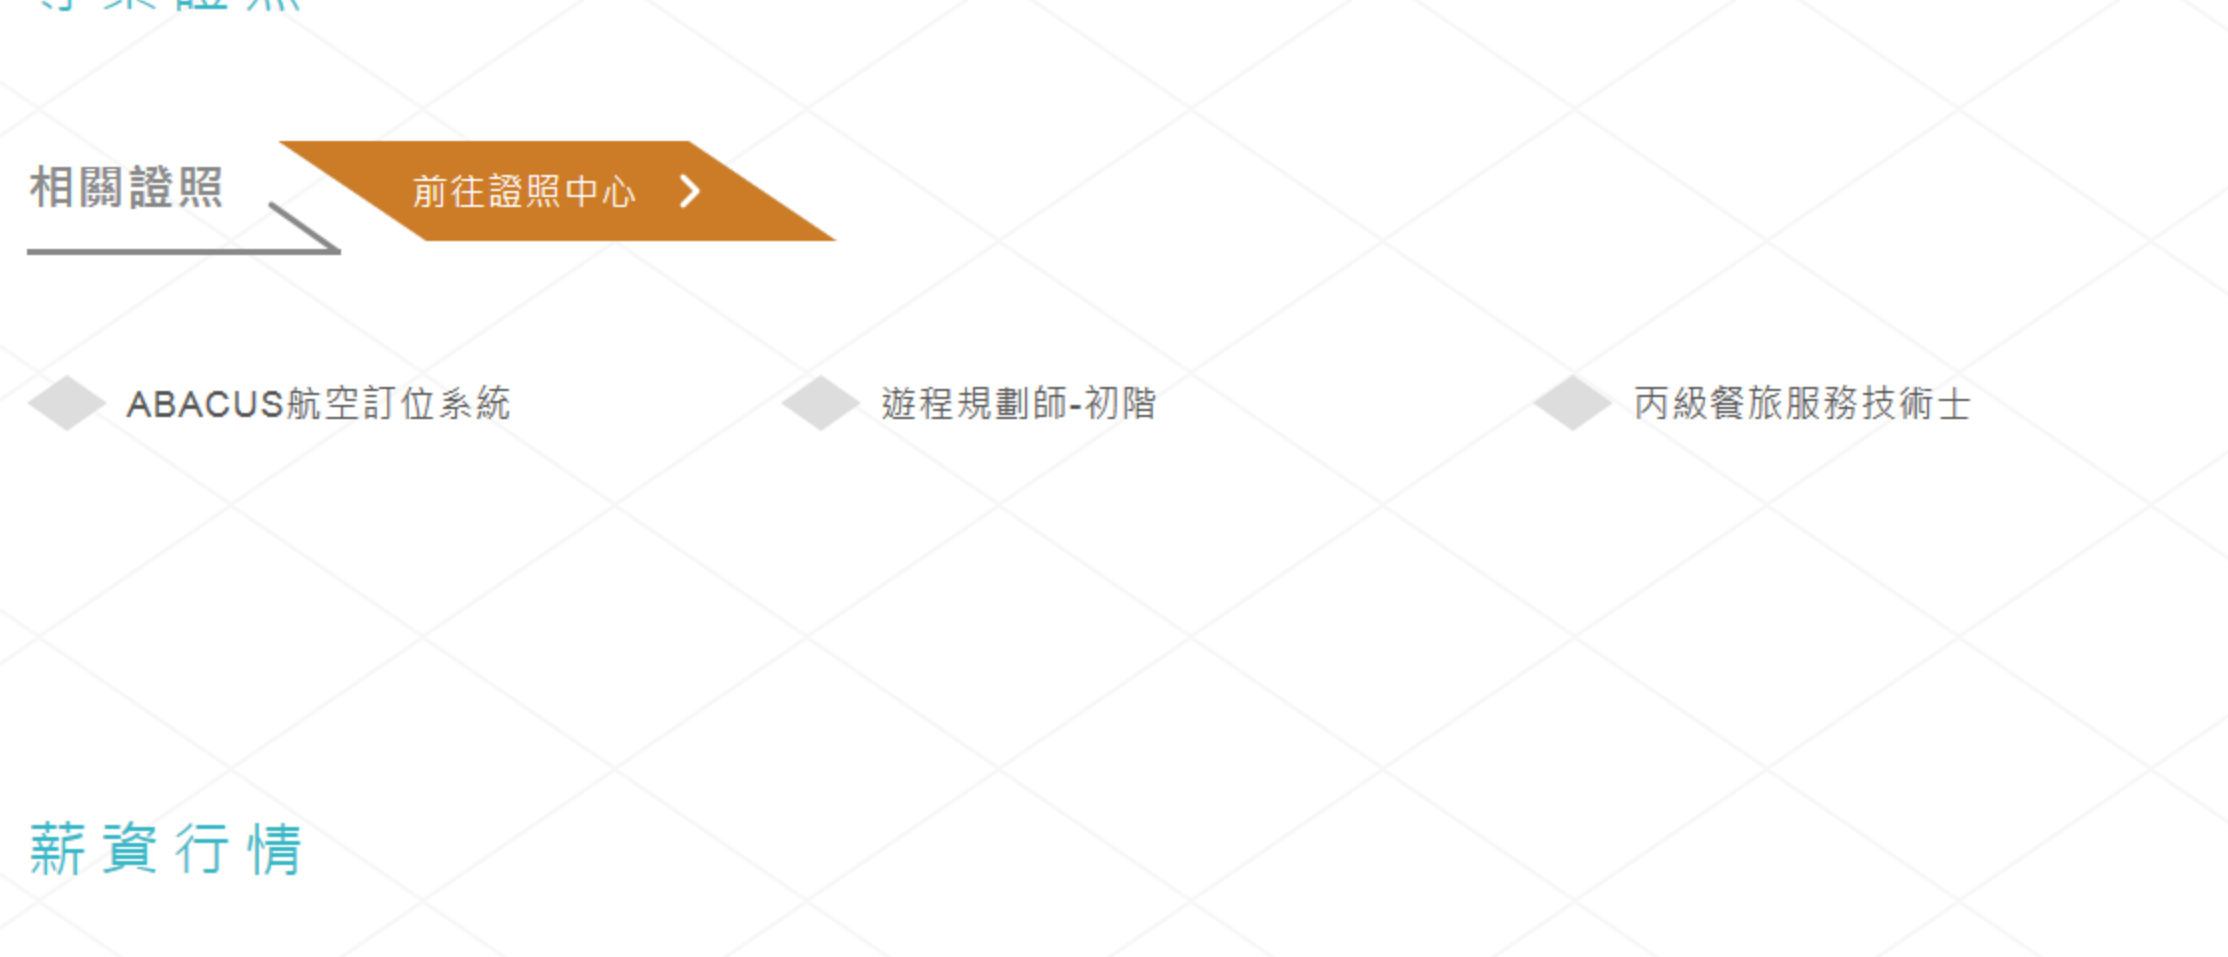 相關證照
前往證照中心
ABACUS航空訂位系統
遊程規劃師-初階
丙級餐旅服務技術士
薪資行情